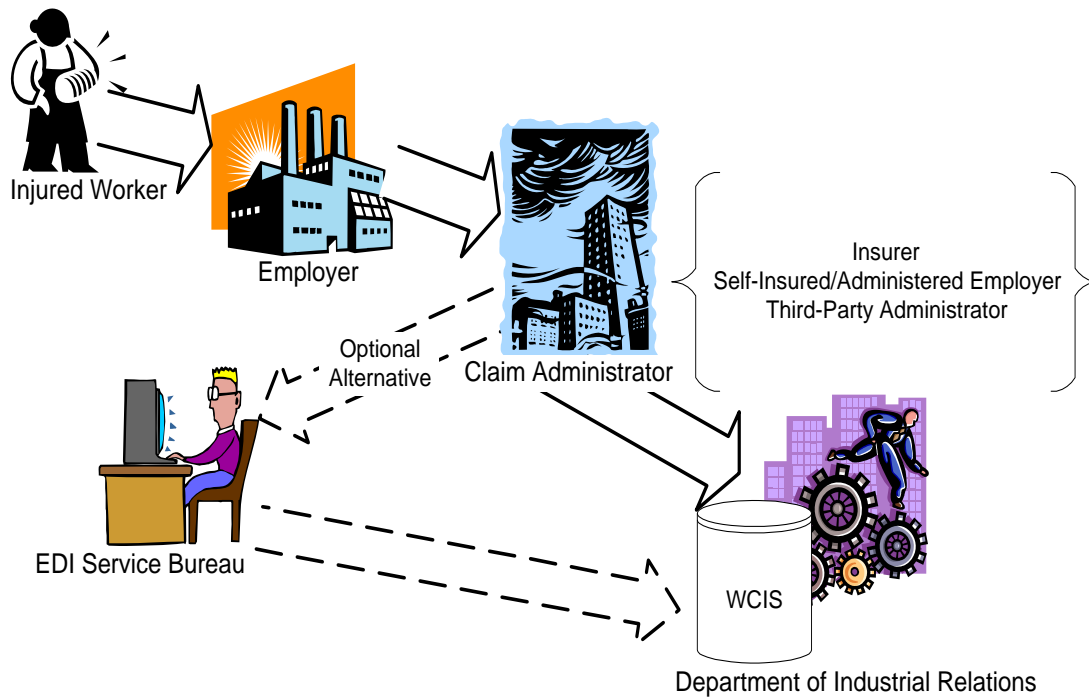 Injured Worker
Employer
Insurer
Self-Insured/Administered Employer
Third-Party Administrator
Optional
Alternative
Claim Administrator
EDI Service Bureau
WCIS
Department of Industrial Relations